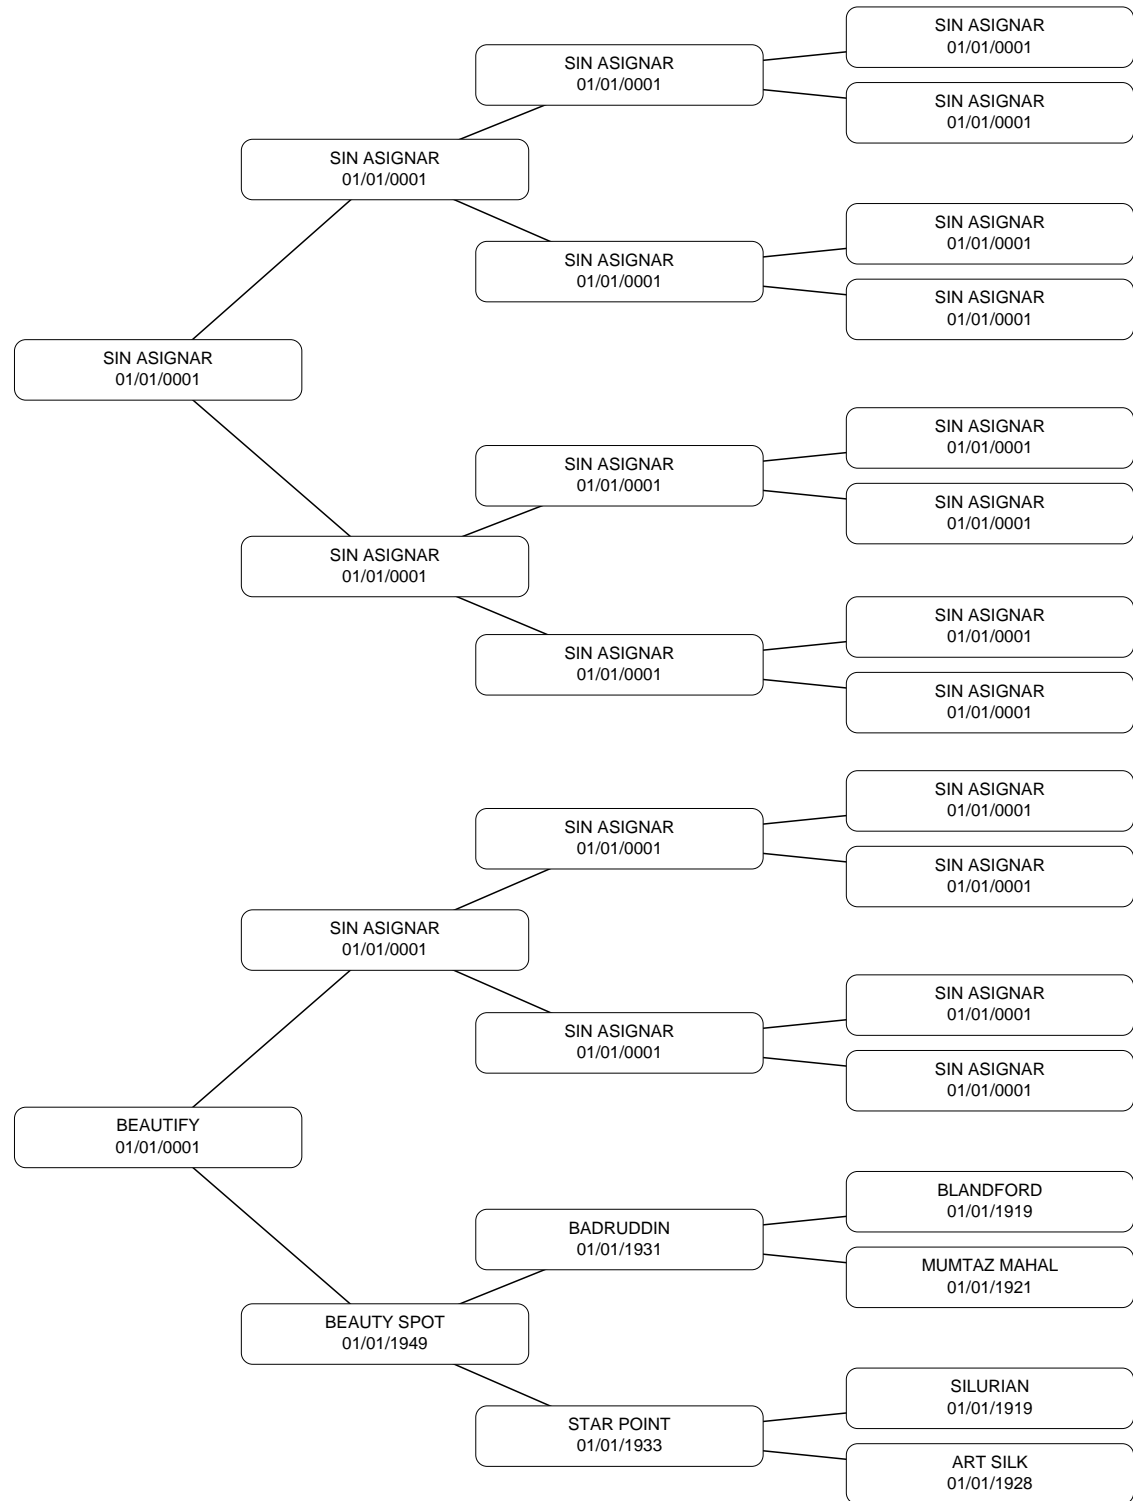 SIN ASIGNAR
01/01/0001
SIN ASIGNAR
01/01/0001
SIN ASIGNAR
01/01/0001
SIN ASIGNAR
01/01/0001
SIN ASIGNAR
01/01/0001
SIN ASIGNAR
01/01/0001
SIN ASIGNAR
01/01/0001
SIN ASIGNAR
01/01/0001
SIN ASIGNAR
01/01/0001
SIN ASIGNAR
01/01/0001
SIN ASIGNAR
01/01/0001
SIN ASIGNAR
01/01/0001
SIN ASIGNAR
01/01/0001
SIN ASIGNAR
01/01/0001
SIN ASIGNAR
01/01/0001
SIN ASIGNAR
01/01/0001
SIN ASIGNAR
01/01/0001
SIN ASIGNAR
01/01/0001
SIN ASIGNAR
01/01/0001
SIN ASIGNAR
01/01/0001
SIN ASIGNAR
01/01/0001
SIN ASIGNAR
01/01/0001
BEAUTIFY
01/01/0001
BLANDFORD
01/01/1919
BADRUDDIN
01/01/1931
MUMTAZ MAHAL
01/01/1921
BEAUTY SPOT
01/01/1949
SILURIAN
01/01/1919
STAR POINT
01/01/1933
ART SILK
01/01/1928